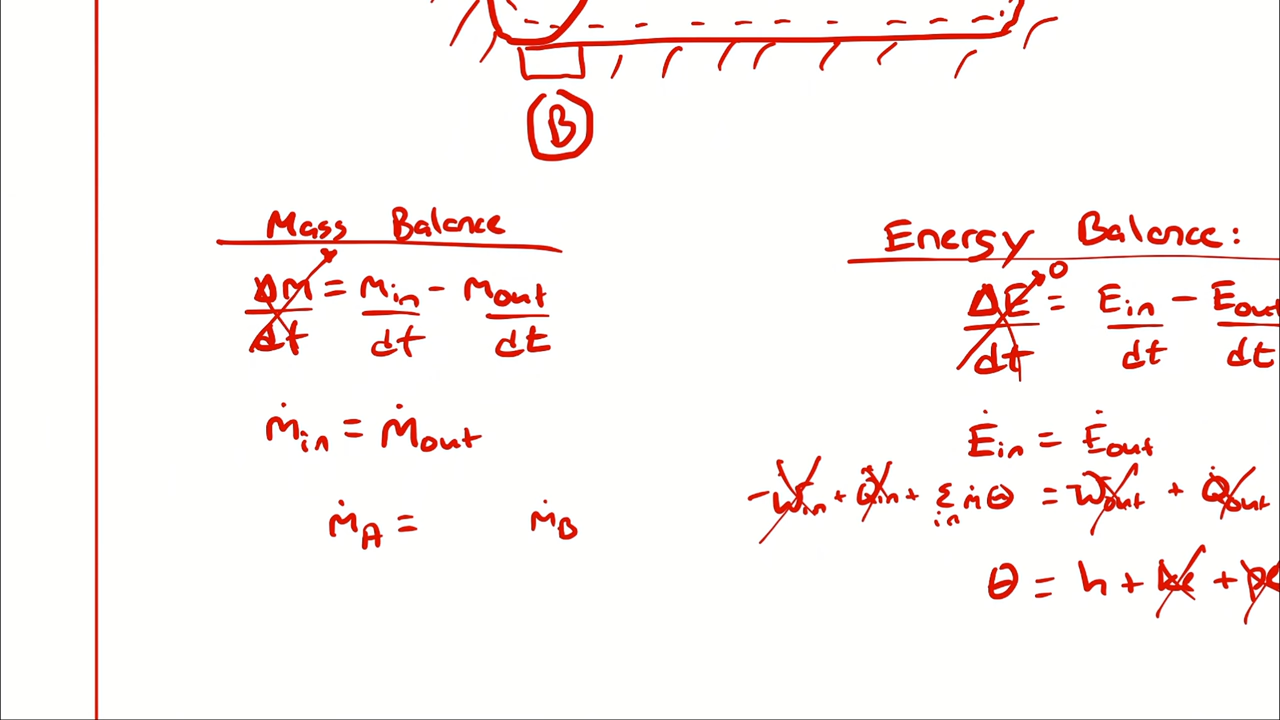 B
Mass Balance
ΔM/dt = min/dt - mout/dt
ṁin = ṁout
ṁA = ṁB
Energy Balance:
ΔE/dt 0 = Ein/dt - Eout/dt
Ėin = Ėout
-Ẇin + Q̇in + Σin ṁθ = Ẇout + Q̇out
θ = h + ke + pe